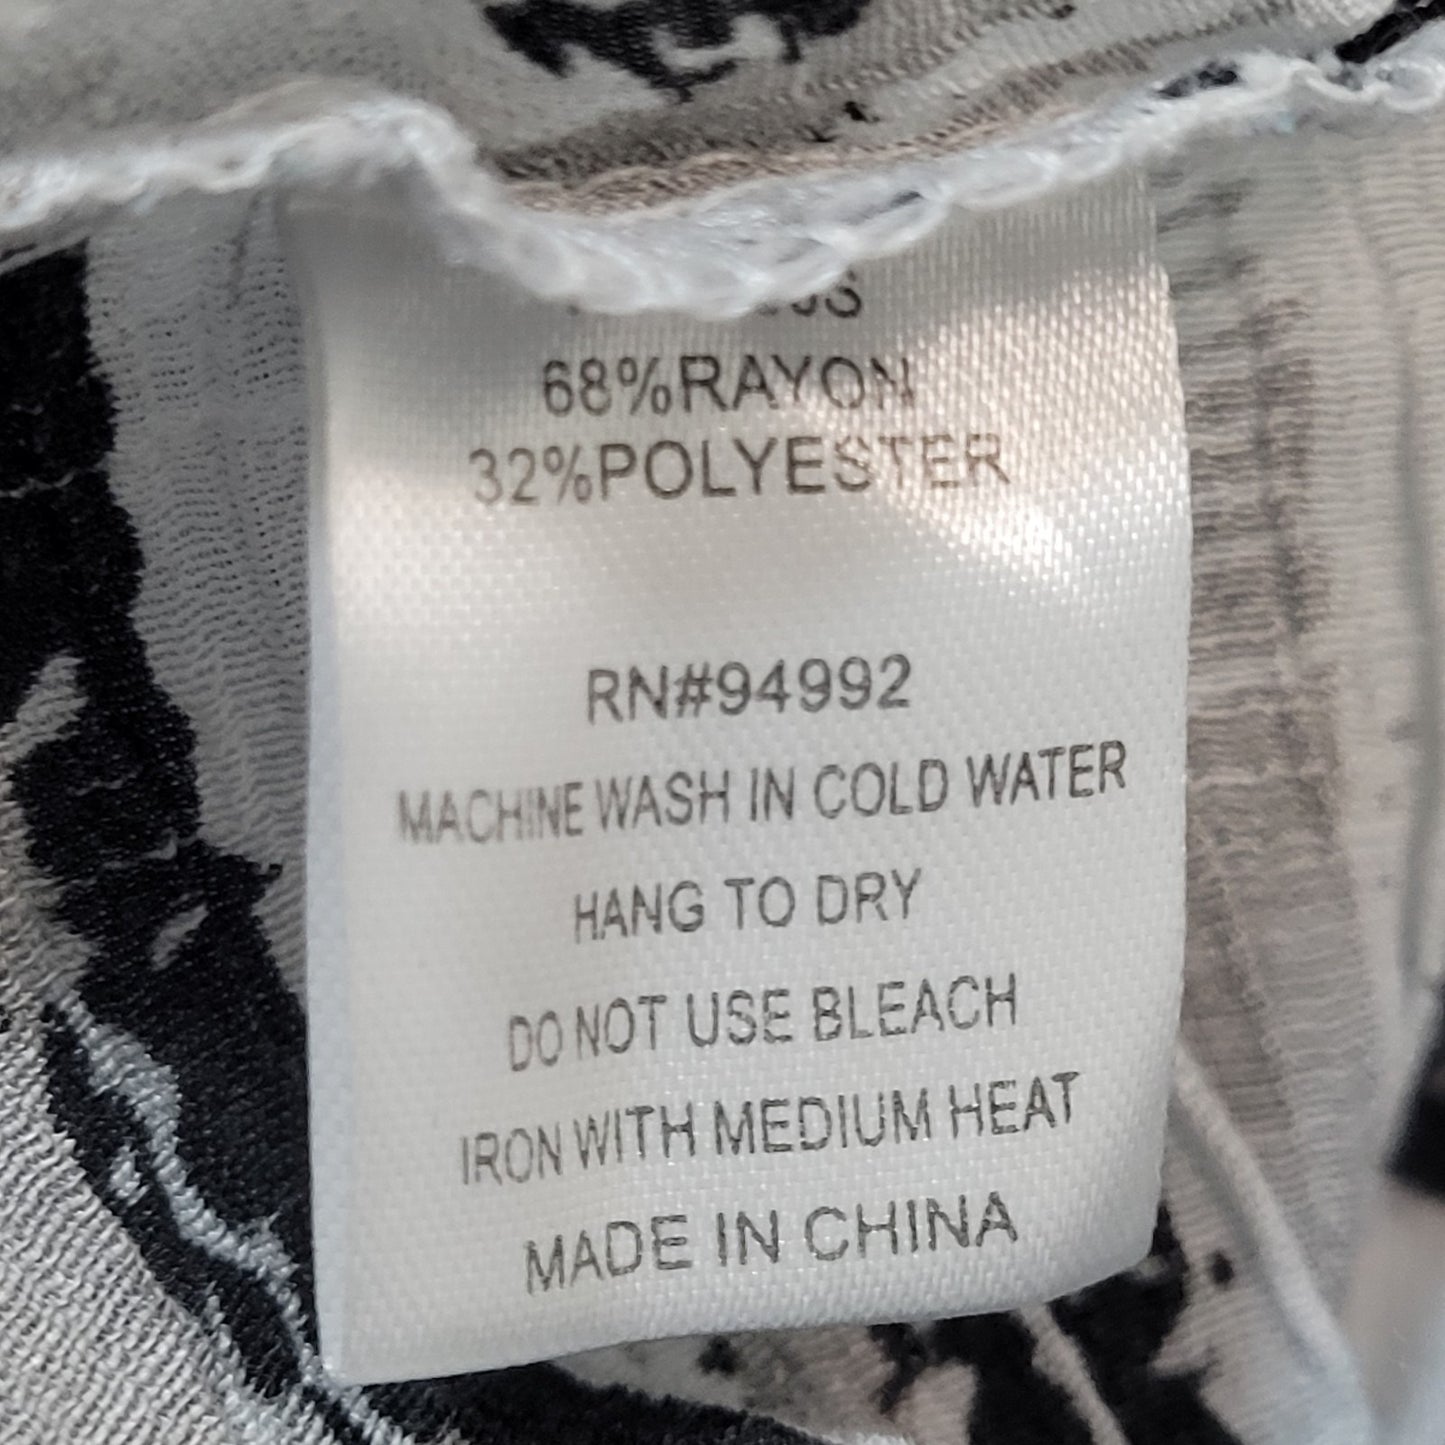 68%RAYON
32%POLYESTER
RN#94992
MACHINE WASH IN COLD WATER
HANG TO DRY
DO NOT USE BLEACH
IRON WITH MEDIUM HEAT
MADE IN CHINA